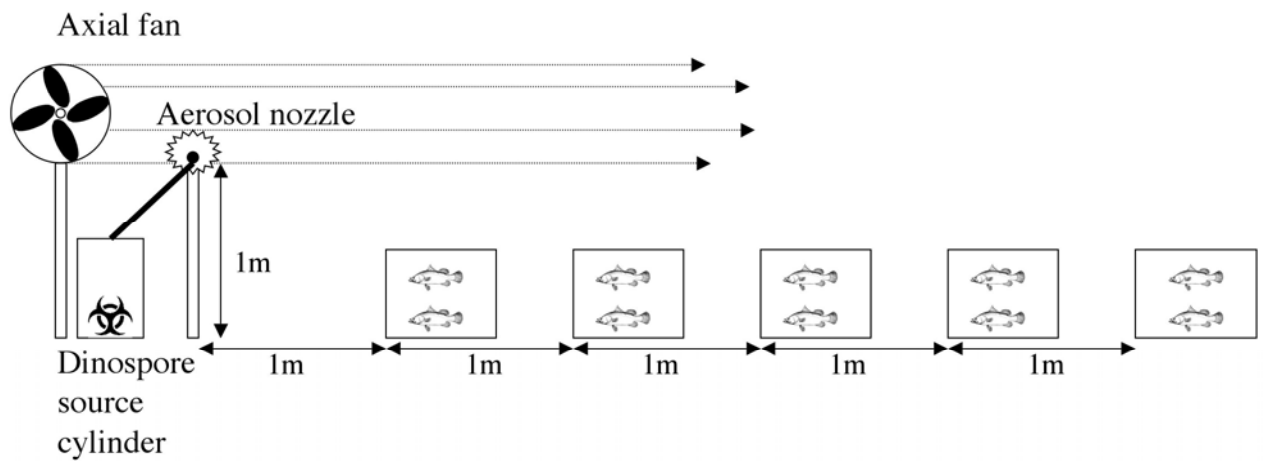 Axial fan
Aerosol nozzle
1m
1m
1m
1m
1m
1m
Dinospore
source
cylinder